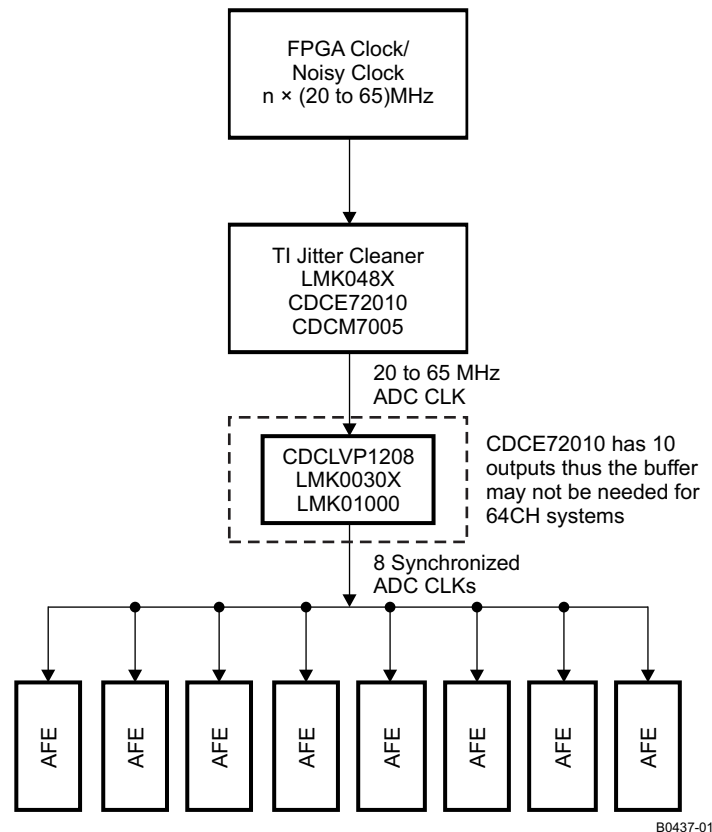 FPGA Clock/
Noisy Clock
n × (20 to 65)MHz
TI Jitter Cleaner
LMK048X
CDCE72010
CDCM7005
20 to 65 MHz
ADC CLK
CDCLVP1208
LMK0030X
LMK01000
CDCE72010 has 10
outputs thus the buffer
may not be needed for
64CH systems
8 Synchronized
ADC CLKs
AFE
AFE
AFE
AFE
AFE
AFE
AFE
AFE
B0437-01